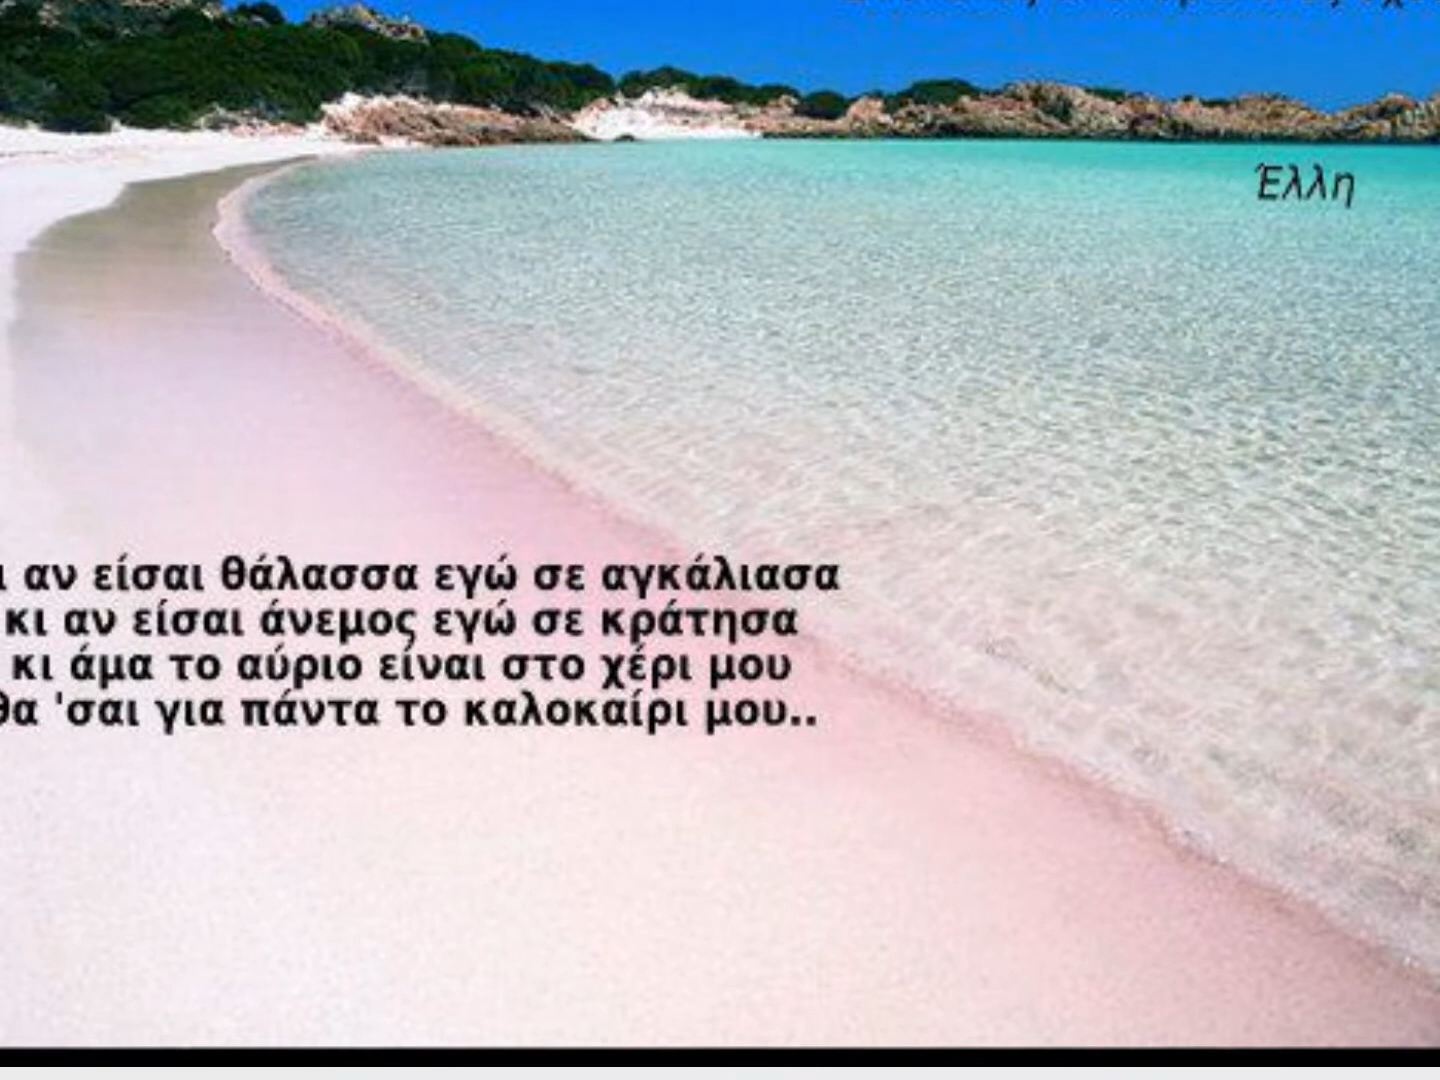 Έλλη
αν είσαι θάλασσα εγώ σε αγκάλιασα
κι αν είσαι άνεμος εγώ σε κράτησα
κι άμα το αύριο είναι στο χέρι μου
θα 'σαι για πάντα το καλοκαίρι μου..